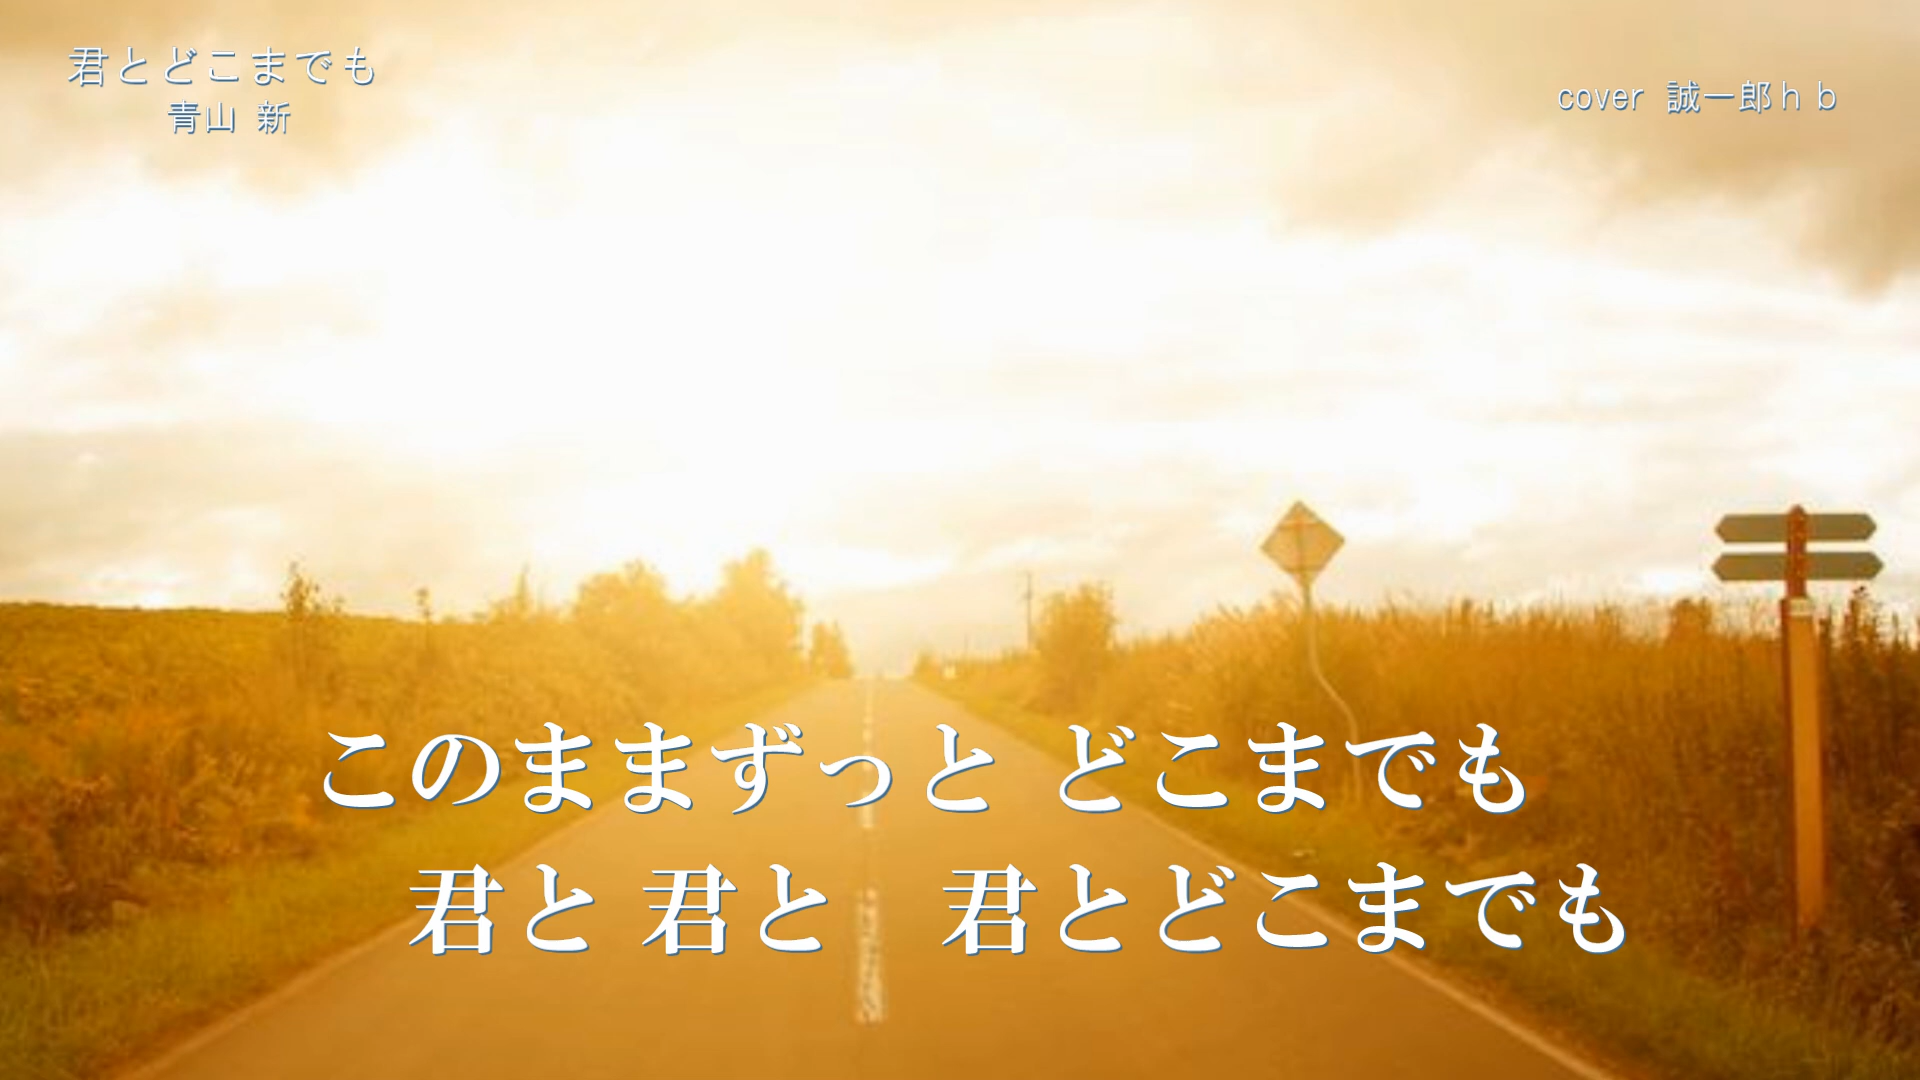 君とどこまでも
青山 新
cover 誠一郎ｈｂ
このままずっと どこまでも
君と 君と　君とどこまでも